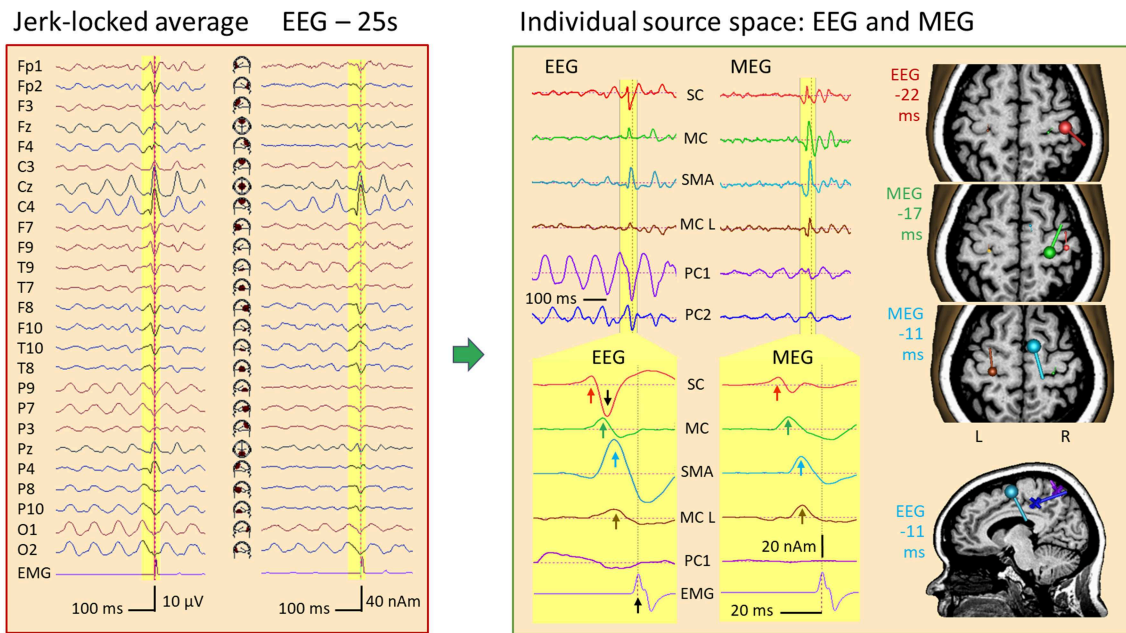 Jerk-locked average EEG – 25s
Individual source space: EEG and MEG
Fp1
Fp2
F3
Fz
F4
C3
Cz
C4
F7
F9
T9
T7
F8
F10
T10
T8
P9
P7
P3
Pz
P4
P8
P10
O1
O2
EMG
100 ms 10 µV
100 ms 40 nAm
EEG MEG
SC
MC
SMA
MC L
PC1
100 ms
PC2
EEG MEG
SC
MC
SMA
MC L
20 nAm
PC1
EMG
20 ms
EEG
-22
ms
MEG
-17
ms
MEG
-11
ms
L R
EEG
-11
ms